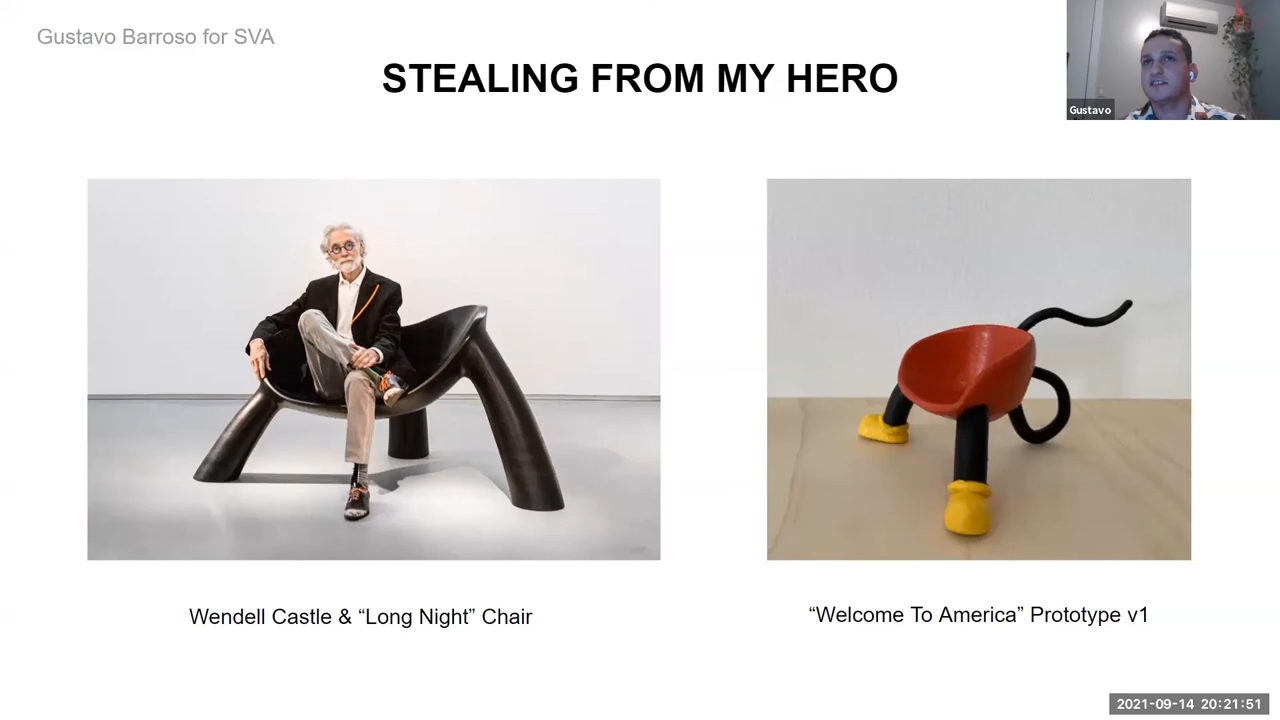 Gustavo Barroso for SVA
STEALING FROM MY HERO
Gustavo
Wendell Castle & “Long Night” Chair
“Welcome To America” Prototype v1
2021-09-14 20:21:51